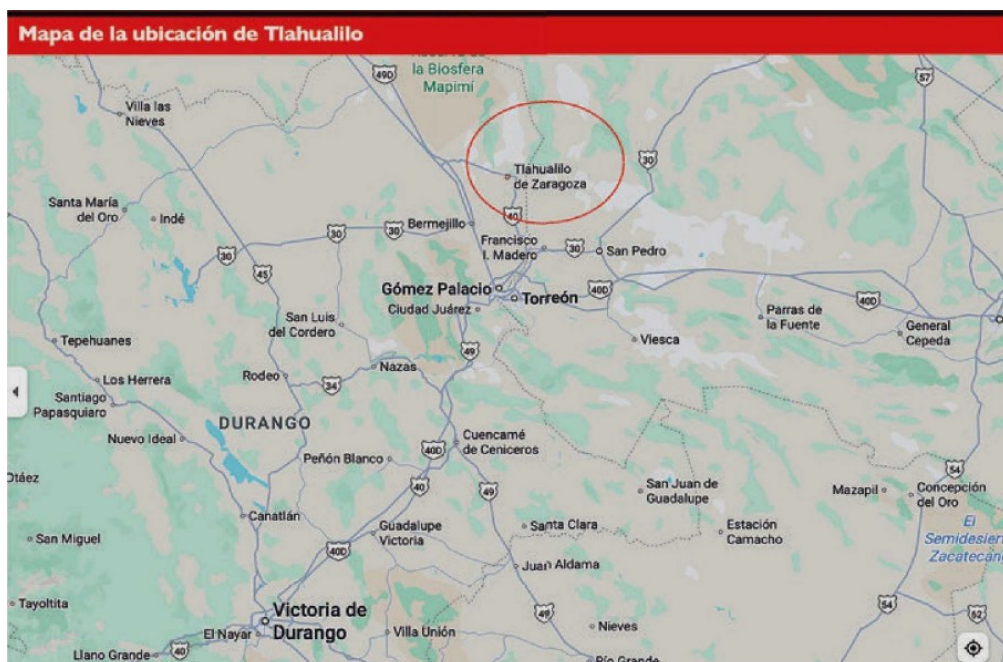 Mapa de la ubicación de Tlahualilo
49D
la Biosfera
Mapimí
57
Villa las
Nieves
30
Tlahualilo
de Zaragoza
Santa María
del Oro
Indé
40
Bermejillo
30
30
30
45
Francisco
I. Madero
30
San Pedro
Gómez Palacio
Torreón
40D
40D
Ciudad Juárez
San Luis
del Cordero
Parras de
la Fuente
General
Cepeda
Viesca
Tepehuanes
49
Nazas
Rodeo
34
Los Herrera
Santiago
Papasquiaro
DURANGO
Nuevo Ideal
Cuencamé
de Ceniceros
40D
Peñón Blanco
40
49
54
Otáez
San Juan de
Guadalupe
Mazapil
Concepción
del Oro
Canatlán
Guadalupe
Victoria
Santa Clara
Estación
Camacho
El
Semidesierto
Zacatecano
San Miguel
40D
Juan Aldama
Tayoltita
Victoria de
Durango
49
54
62
El Nayar
Villa Unión
Nieves
Llano Grande
40
Río Grande